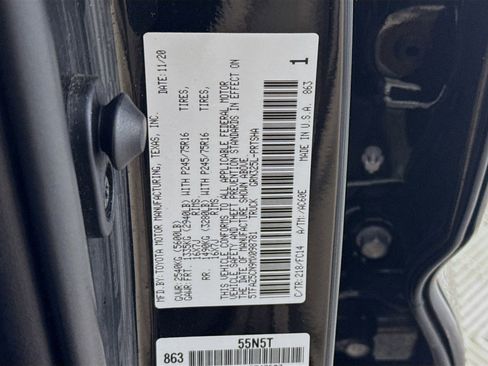 MFD. BY: TOYOTA MOTOR MANUFACTURING, TEXAS, INC. 11/20
GVWR: 2540KG (5600LB)
GAWR: FRT. 1335KG (2940LB) WITH P245/75R16 TIRES,
16X7J RIMS
RR. 1490KG (3280LB) WITH P245/75R16 TIRES,
16X7J RIMS
THIS VEHICLE CONFORMS TO ALL APPLICABLE FEDERAL MOTOR
VEHICLE SAFETY AND THEFT PREVENTION STANDARDS IN EFFECT ON
THE DATE OF MANUFACTURE SHOWN ABOVE.
TRUCK GRN325L-PRTSHA
C/TR:218/FC14 A/TM:/AC60E MADE IN U.S.A. 863
1
863 55N5T